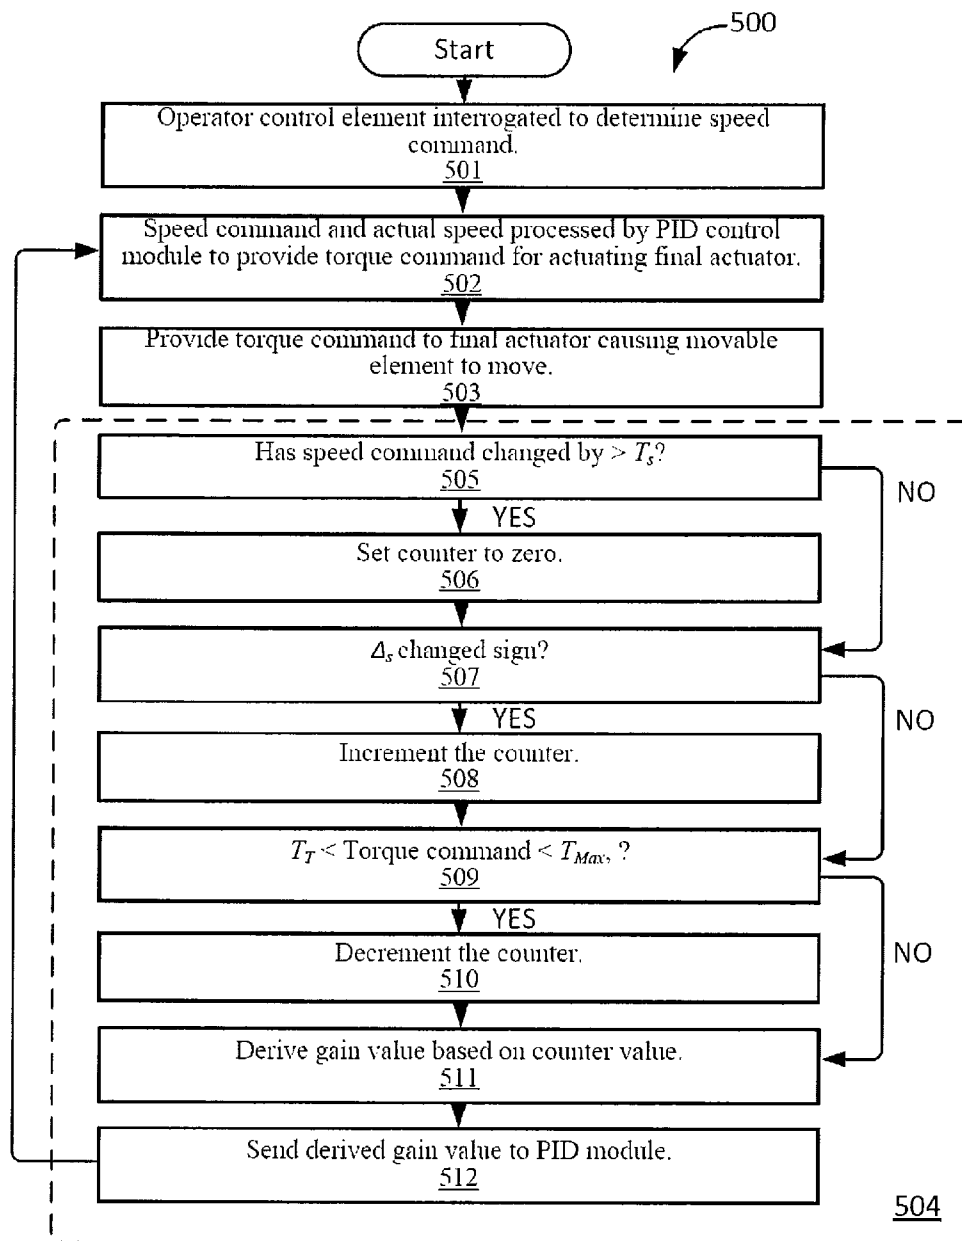 500
Start
Operator control element interrogated to determine speed
command.
501
Speed command and actual speed processed by PID control
module to provide torque command for actuating final actuator.
502
Provide torque command to final actuator causing movable
element to move.
503
Has speed command changed by > Ts?
505
NO
YES
Set counter to zero.
506
Δs changed sign?
507
NO
YES
Increment the counter.
508
TT < Torque command < TMax, ?
509
YES
NO
Decrement the counter.
510
Derive gain value based on counter value.
511
Send derived gain value to PID module.
512
504